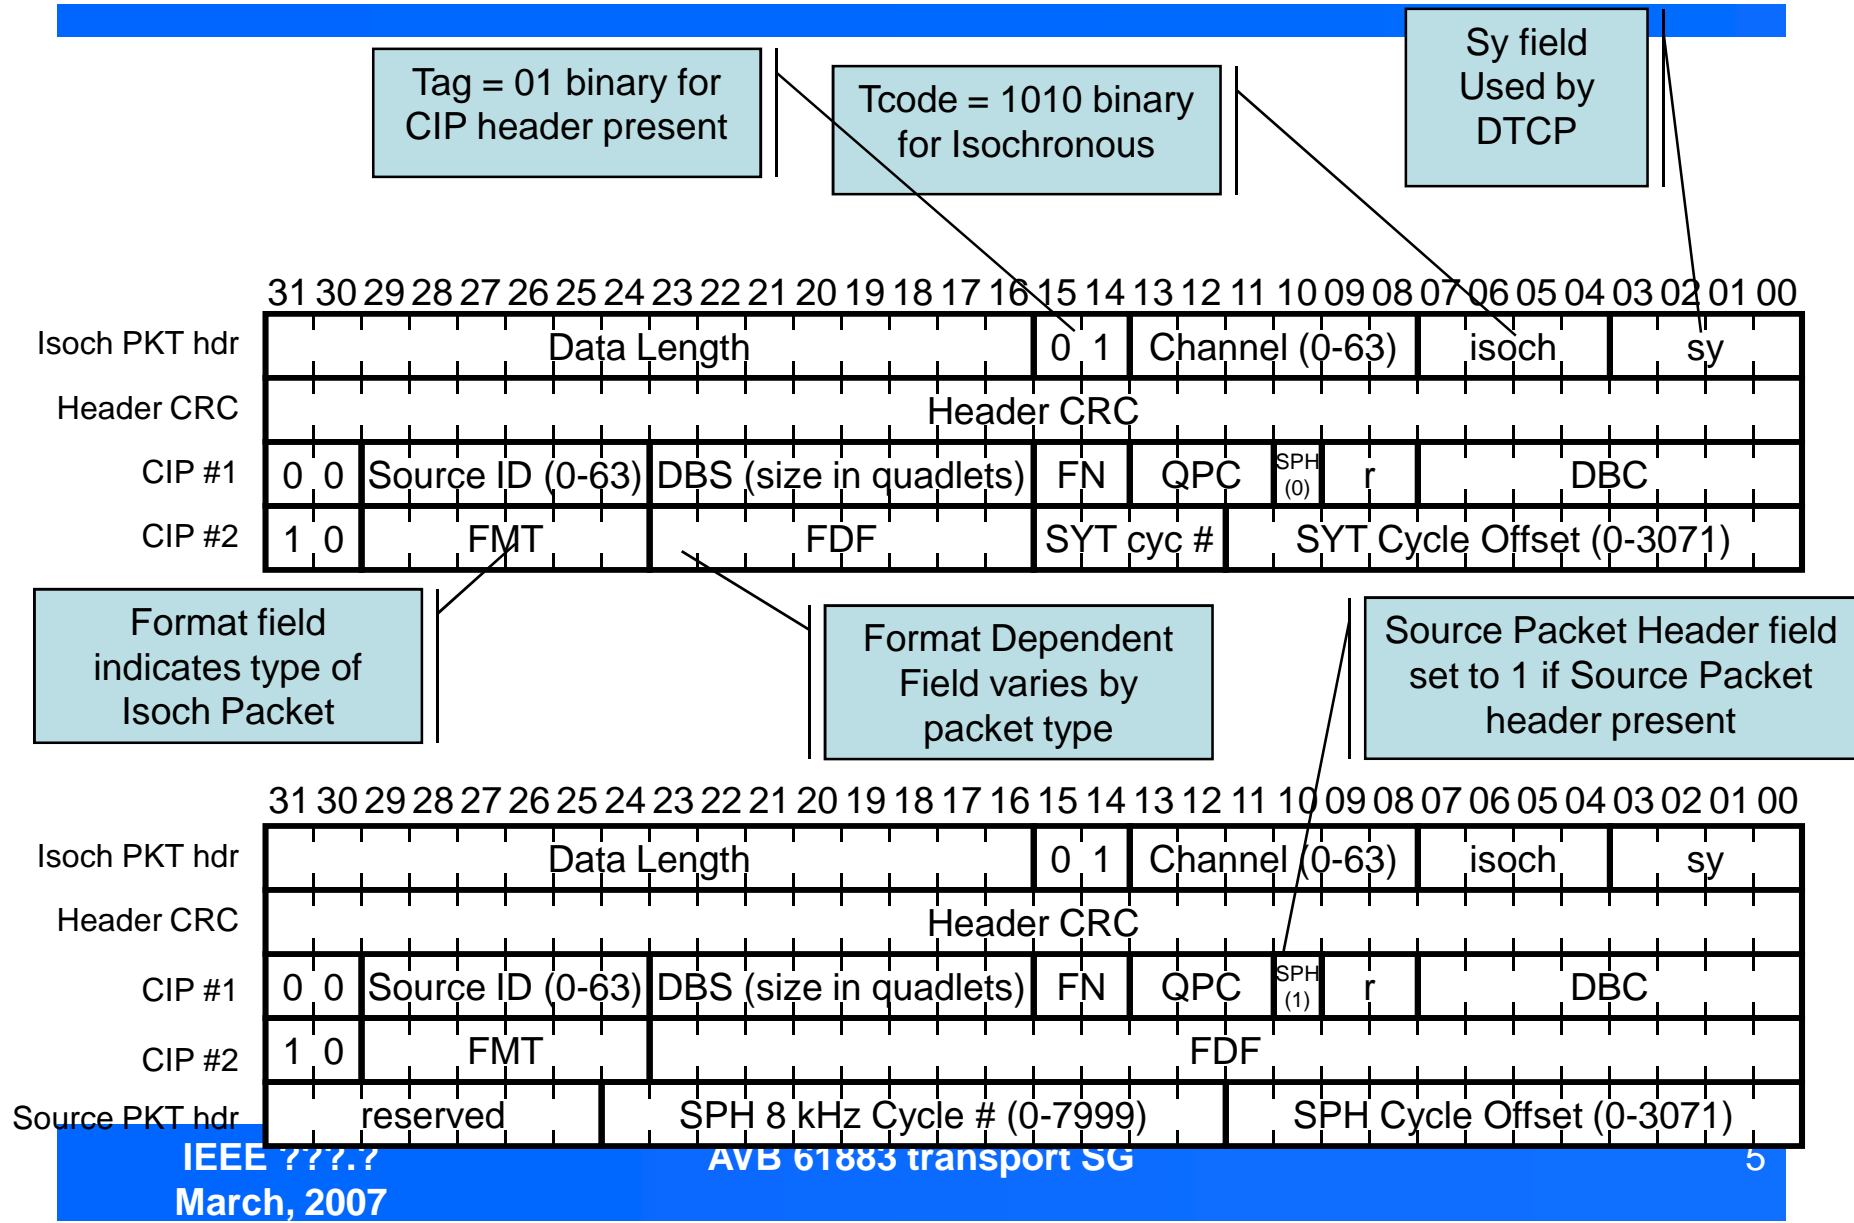 Tag = 01 binary for
CIP header present
Tcode = 1010 binary
for Isochronous
Sy field
Used by
DTCP
31 30 29 28 27 26 25 24 23 22 21 20 19 18 17 16 15 14 13 12 11 10 09 08 07 06 05 04 03 02 01 00
Isoch PKT hdr Data Length 0 1 Channel (0-63) isoch sy
Header CRC Header CRC
CIP #1 0 0 Source ID (0-63) DBS (size in quadlets) FN QPC SPH (0) r DBC
CIP #2 1 0 FMT FDF SYT cyc # SYT Cycle Offset (0-3071)
Format field
indicates type of
Isoch Packet
Format Dependent
Field varies by
packet type
Source Packet Header field
set to 1 if Source Packet
header present
31 30 29 28 27 26 25 24 23 22 21 20 19 18 17 16 15 14 13 12 11 10 09 08 07 06 05 04 03 02 01 00
Isoch PKT hdr Data Length 0 1 Channel (0-63) isoch sy
Header CRC Header CRC
CIP #1 0 0 Source ID (0-63) DBS (size in quadlets) FN QPC SPH (1) r DBC
CIP #2 1 0 FMT FDF
Source PKT hdr reserved SPH 8 kHz Cycle # (0-7999) SPH Cycle Offset (0-3071)
IEEE ???.? AVB 61883 transport SG 5
March, 2007